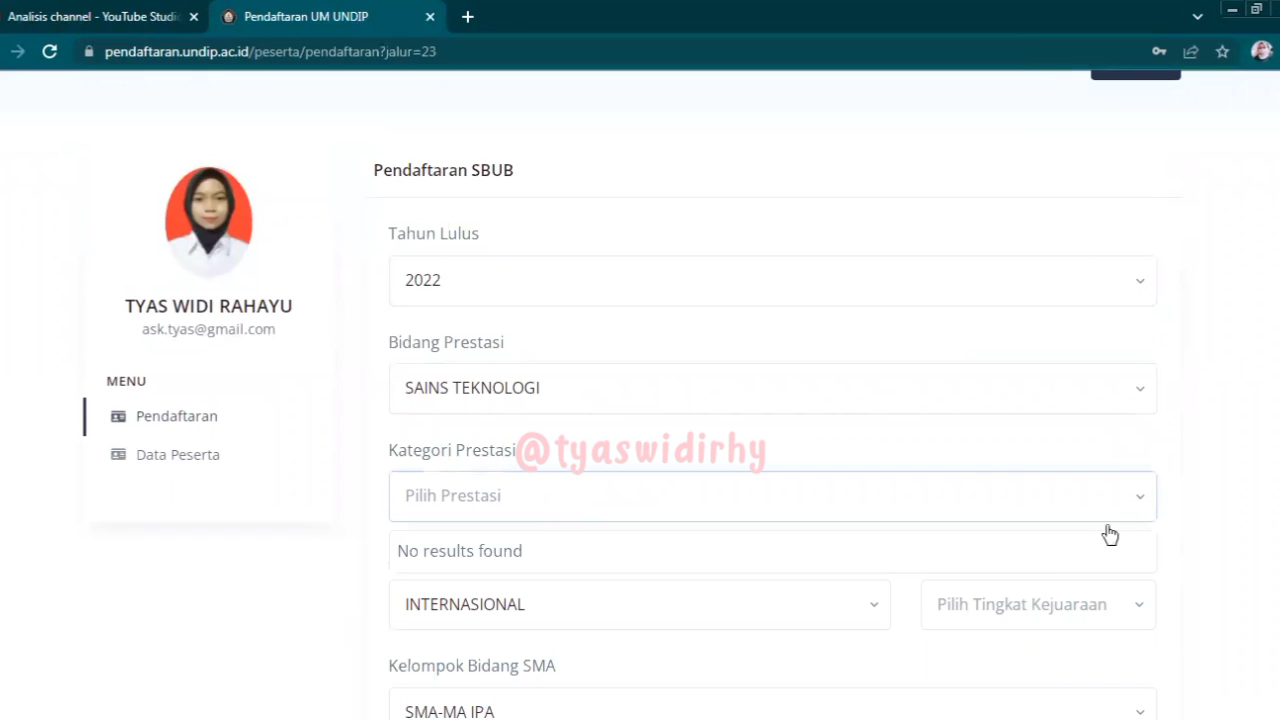 Analisis channel - YouTube Studi
Pendaftaran UM UNDIP
pendaftaran.undip.ac.id/peserta/pendaftaran?jalur=23
Pendaftaran SBUB
Tahun Lulus
2022
TYAS WIDI RAHAYU
ask.tyas@gmail.com
MENU
Pendaftaran
Data Peserta
Bidang Prestasi
SAINS TEKNOLOGI
Kategori Prestasi
@tyaswidirhy
Pilih Prestasi
No results found
INTERNASIONAL
Pilih Tingkat Kejuaraan
Kelompok Bidang SMA
SMA-MA IPA